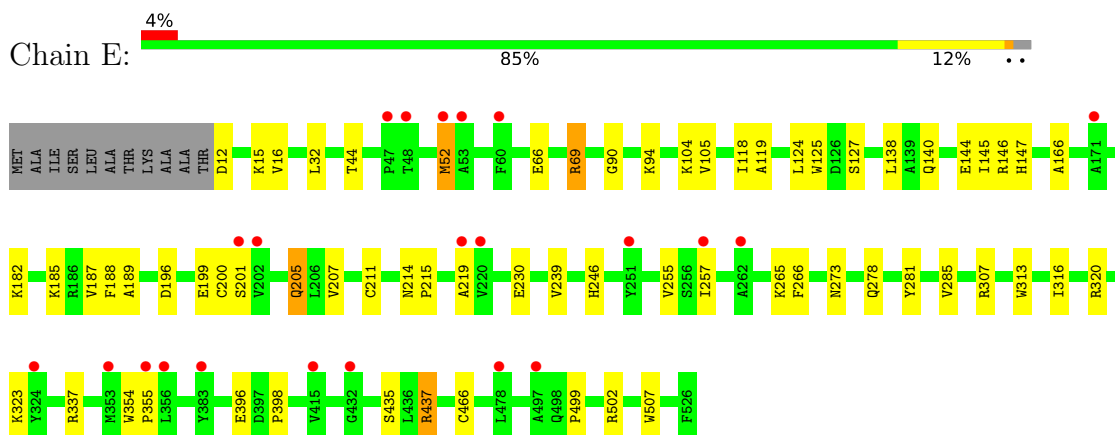 4%
Chain E:
85% 12% . .
MET ALA ILE SER LEU ALA THR LYS ALA ALA THR D12 K15 V16 L32 T44 P47 T48 M52 A53 F60 E66 R69 G90 K94 K104 V105 I118 A119 L124 W125 D126 S127 L138 A139 Q140 E144 I145 R146 H147 A166 A171
K182 K185 R186 V187 F188 A189 D196 E199 C200 S201 V202 Q205 L206 V207 C211 N214 P215 A219 V220 E230 V239 H246 Y251 V255 S256 I257 A262 K265 F266 N273 Q278 Y281 V285 R307 W313 I316 R320
K323 Y324 R337 M353 W354 P355 L356 Y383 E396 D397 P398 V415 G432 S435 L436 R437 C466 L478 A497 Q498 P499 R502 W507 F526